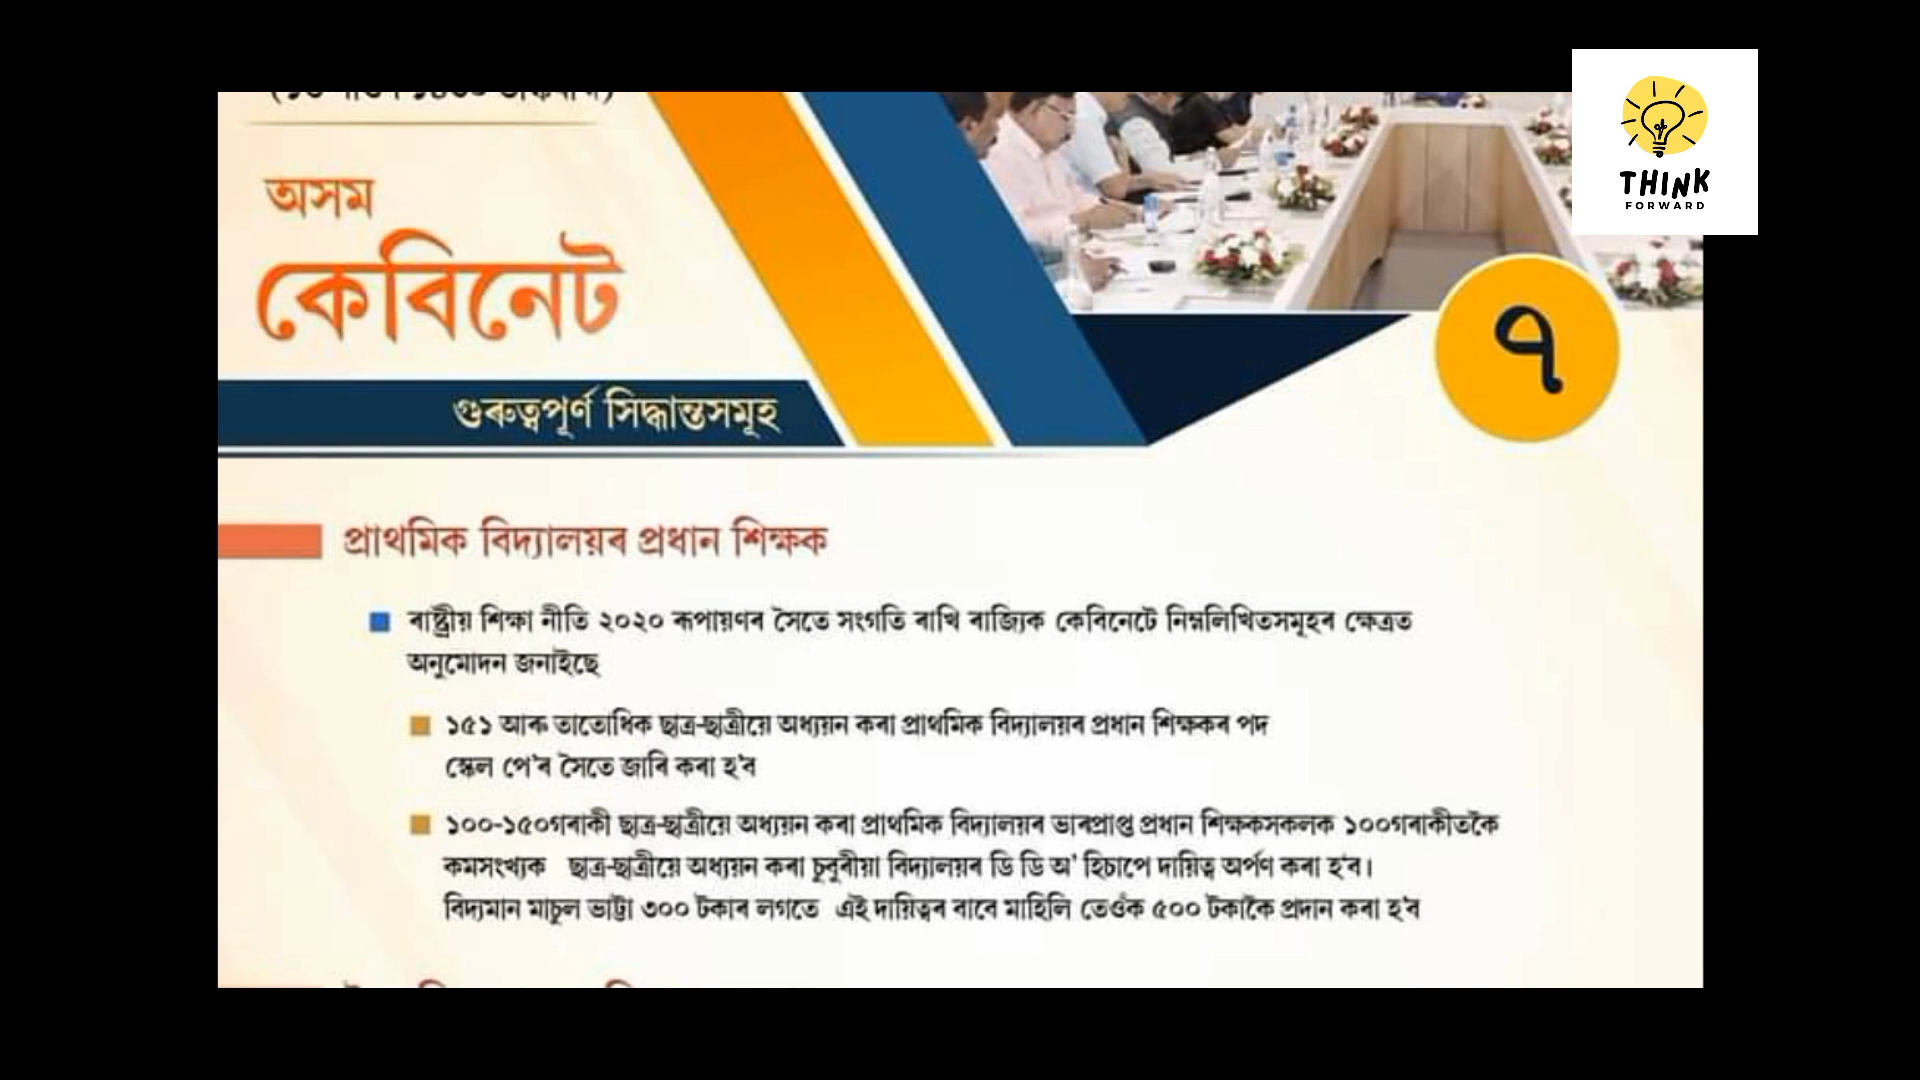 THINK
FORWARD
অসম
কেবিনেট
৭
গুৰুত্বপূৰ্ণ সিদ্ধান্তসমূহ
প্ৰাথমিক বিদ্যালয়ৰ প্ৰধান শিক্ষক
ৰাষ্ট্ৰীয় শিক্ষা নীতি ২০২০ ৰূপায়ণৰ সৈতে সংগতি ৰাখি ৰাজ্যিক কেবিনেটে নিম্নলিখিতসমূহৰ ক্ষেত্ৰত
অনুমোদন জনাইছে
১৫১ আৰু তাতোধিক ছাত্ৰ-ছাত্ৰীয়ে অধ্যয়ন কৰা প্ৰাথমিক বিদ্যালয়ৰ প্ৰধান শিক্ষকৰ পদ
স্কেল পে'ৰ সৈতে জাৰি কৰা হ'ব
১০০-১৫০গৰাকী ছাত্ৰ-ছাত্ৰীয়ে অধ্যয়ন কৰা প্ৰাথমিক বিদ্যালয়ৰ ভাৰপ্ৰাপ্ত প্ৰধান শিক্ষকসকলক ১০০গৰাকীতকৈ
কমসংখ্যক ছাত্ৰ-ছাত্ৰীয়ে অধ্যয়ন কৰা চুবুৰীয়া বিদ্যালয়ৰ ডি ডি অ' হিচাপে দায়িত্ব অৰ্পণ কৰা হ'ব।
বিদ্যমান মাচুল ভাট্টা ৩০০ টকাৰ লগতে এই দায়িত্বৰ বাবে মাহিলি তেওঁক ৫০০ টকাকৈ প্ৰদান কৰা হ'ব